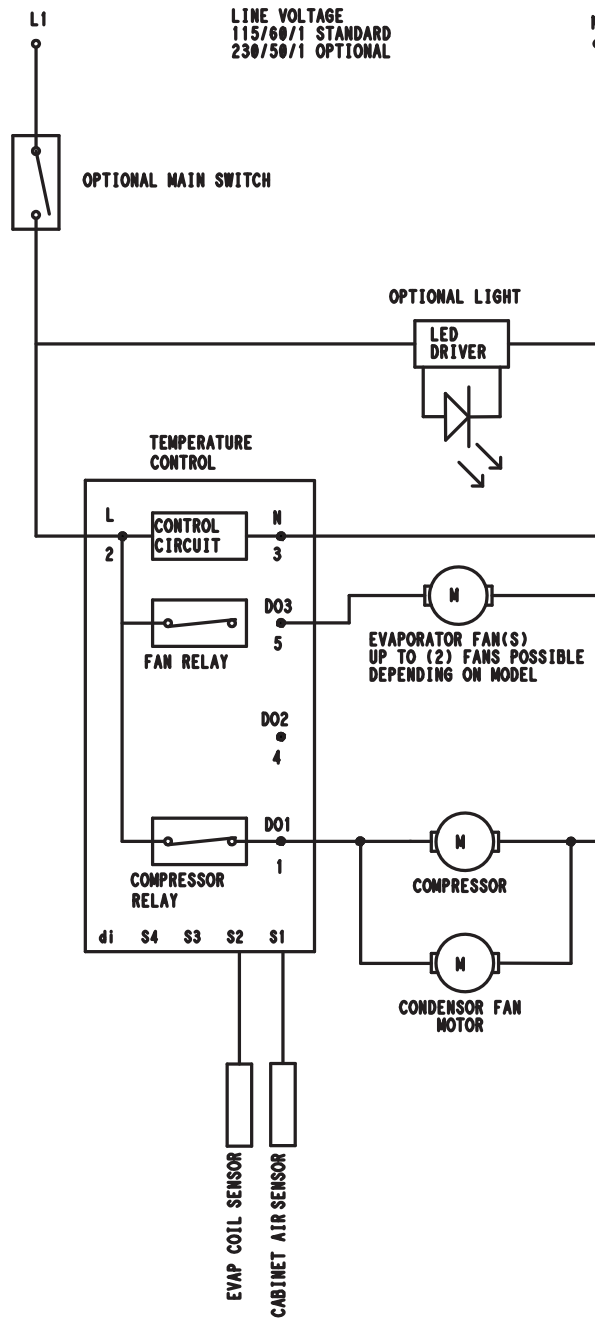 L1
LINE VOLTAGE
115/60/1 STANDARD
230/50/1 OPTIONAL
OPTIONAL MAIN SWITCH
OPTIONAL LIGHT
LED
DRIVER
TEMPERATURE
CONTROL
L
2
CONTROL
CIRCUIT
N
3
DO3
5
FAN RELAY
M
EVAPORATOR FAN(S)
UP TO (2) FANS POSSIBLE
DEPENDING ON MODEL
DO2
4
DO1
1
COMPRESSOR
RELAY
M
COMPRESSOR
M
CONDENSOR FAN
MOTOR
di S4 S3 S2 S1
EVAP COIL SENSOR
CABINET AIR SENSOR